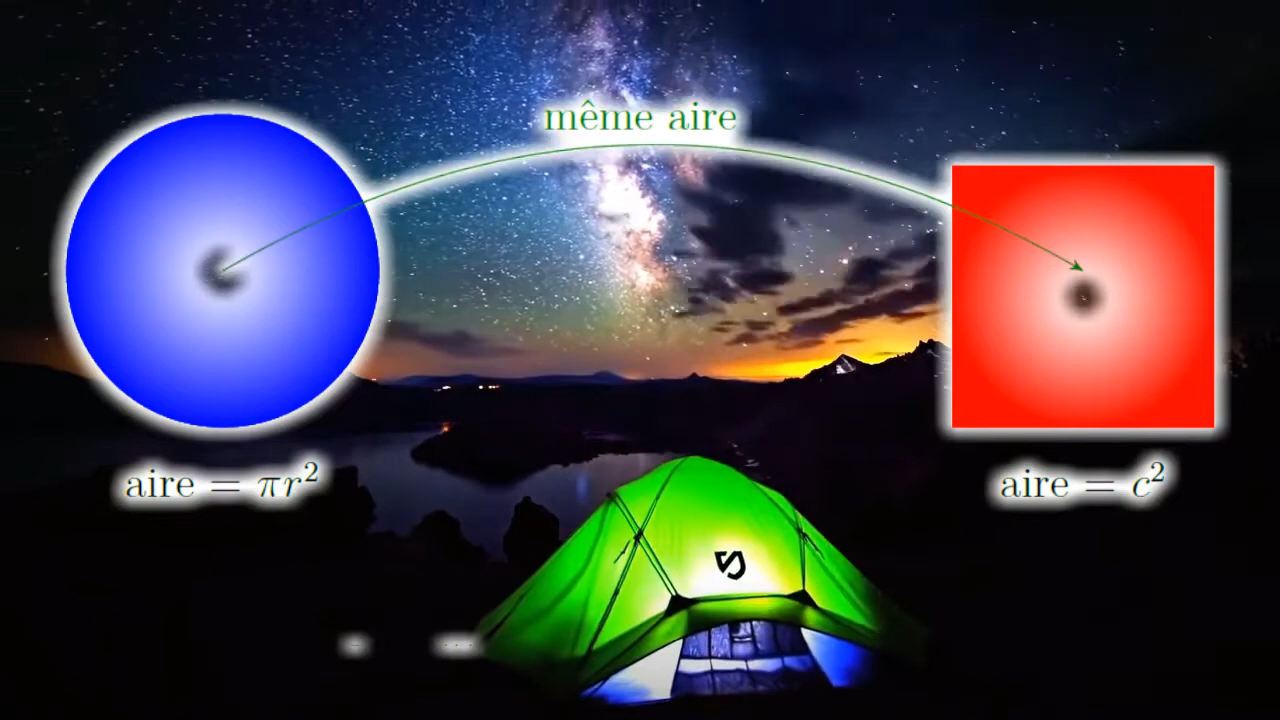 même aire
aire = πr²
aire = c²